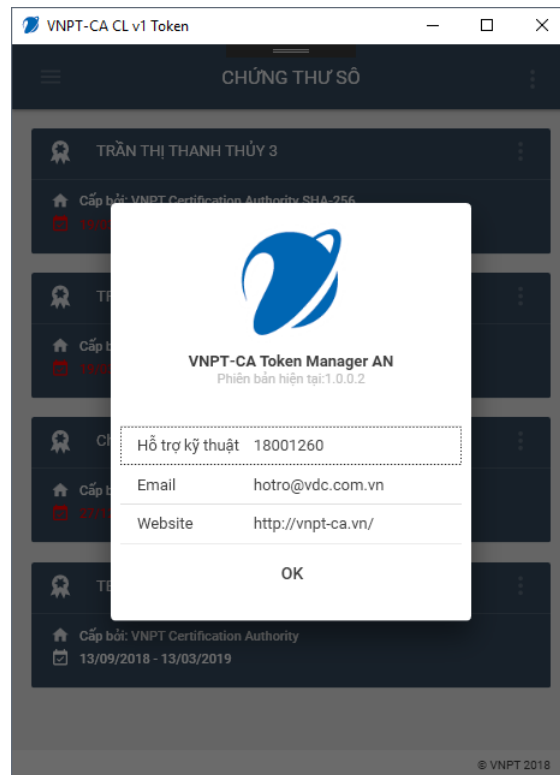 VNPT-CA CL v1 Token
CHỨNG THƯ SỐ
TRẦN THỊ THANH THỦY 3
Cấp bởi: VNPT Certification Authority SHA-256
VNPT-CA Token Manager AN
Phiên bản hiện tại:1.0.0.2
Hỗ trợ kỹ thuật 18001260
Email hotro@vdc.com.vn
Website http://vnpt-ca.vn/
OK
Cấp bởi: VNPT Certification Authority
13/09/2018 - 13/03/2019
© VNPT 2018